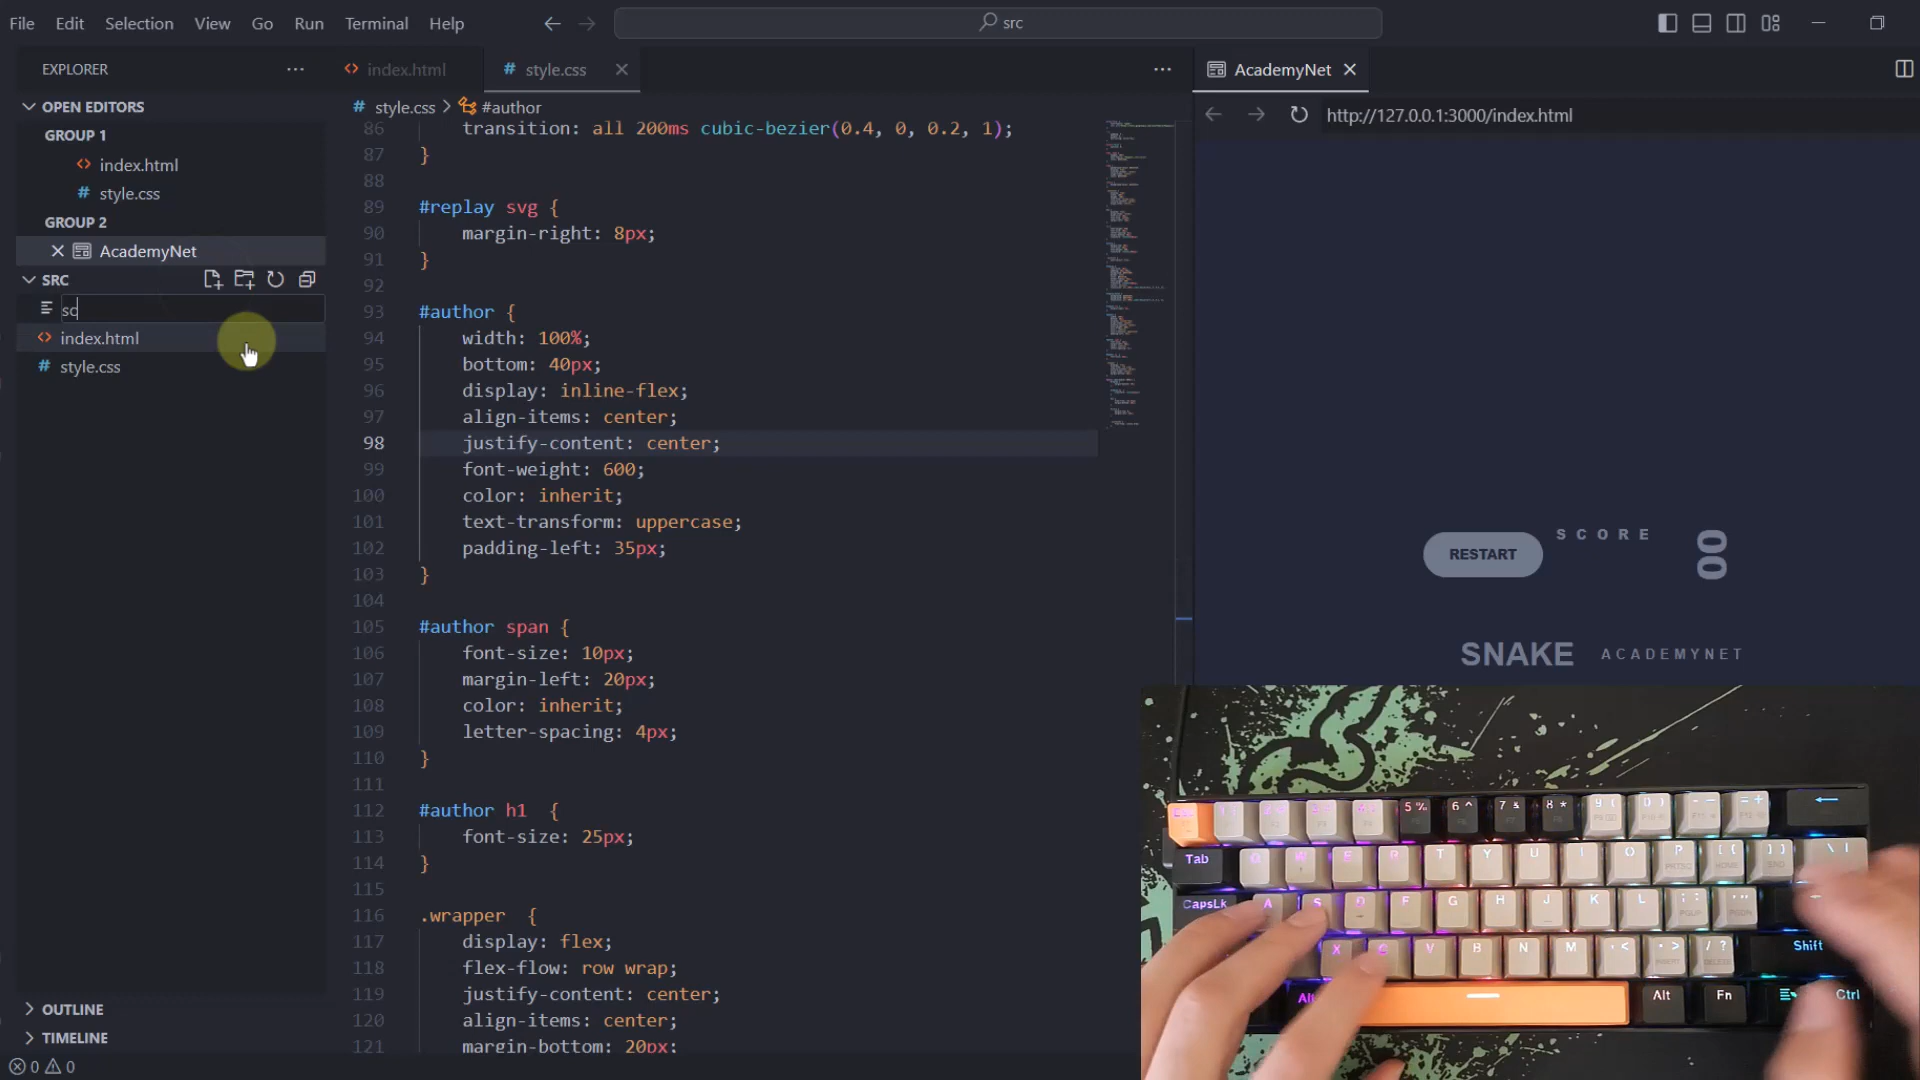 File Edit Selection View Go Run Terminal Help
src
EXPLORER
index.html
style.css
AcademyNet
OPEN EDITORS
GROUP 1
index.html
style.css
GROUP 2
AcademyNet
SRC
sc
index.html
style.css
OUTLINE
TIMELINE
0 0
# style.css > #author
http://127.0.0.1:3000/index.html
86 transition: all 200ms cubic-bezier(0.4, 0, 0.2, 1);
87 }
88
89 #replay svg {
90 margin-right: 8px;
91 }
92
93 #author {
94 width: 100%;
95 bottom: 40px;
96 display: inline-flex;
97 align-items: center;
98 justify-content: center;
99 font-weight: 600;
100 color: inherit;
101 text-transform: uppercase;
102 padding-left: 35px;
103 }
104
105 #author span {
106 font-size: 10px;
107 margin-left: 20px;
108 color: inherit;
109 letter-spacing: 4px;
110 }
111
112 #author h1 {
113 font-size: 25px;
114 }
115
116 .wrapper {
117 display: flex;
118 flex-flow: row wrap;
119 justify-content: center;
120 align-items: center;
121 margin-bottom: 20px;
RESTART
SCORE
00
SNAKE ACADEMYNET
5 % 6 ^ 7 & 8 * 9 ( 0 ) - = +
Tab Q W E R T Y U I O P [ { ] } \ |
CapsLk A S D F G H J K L ; : ' "
X C V B N M , < . > / ? Shift
Alt Alt Fn Ctrl